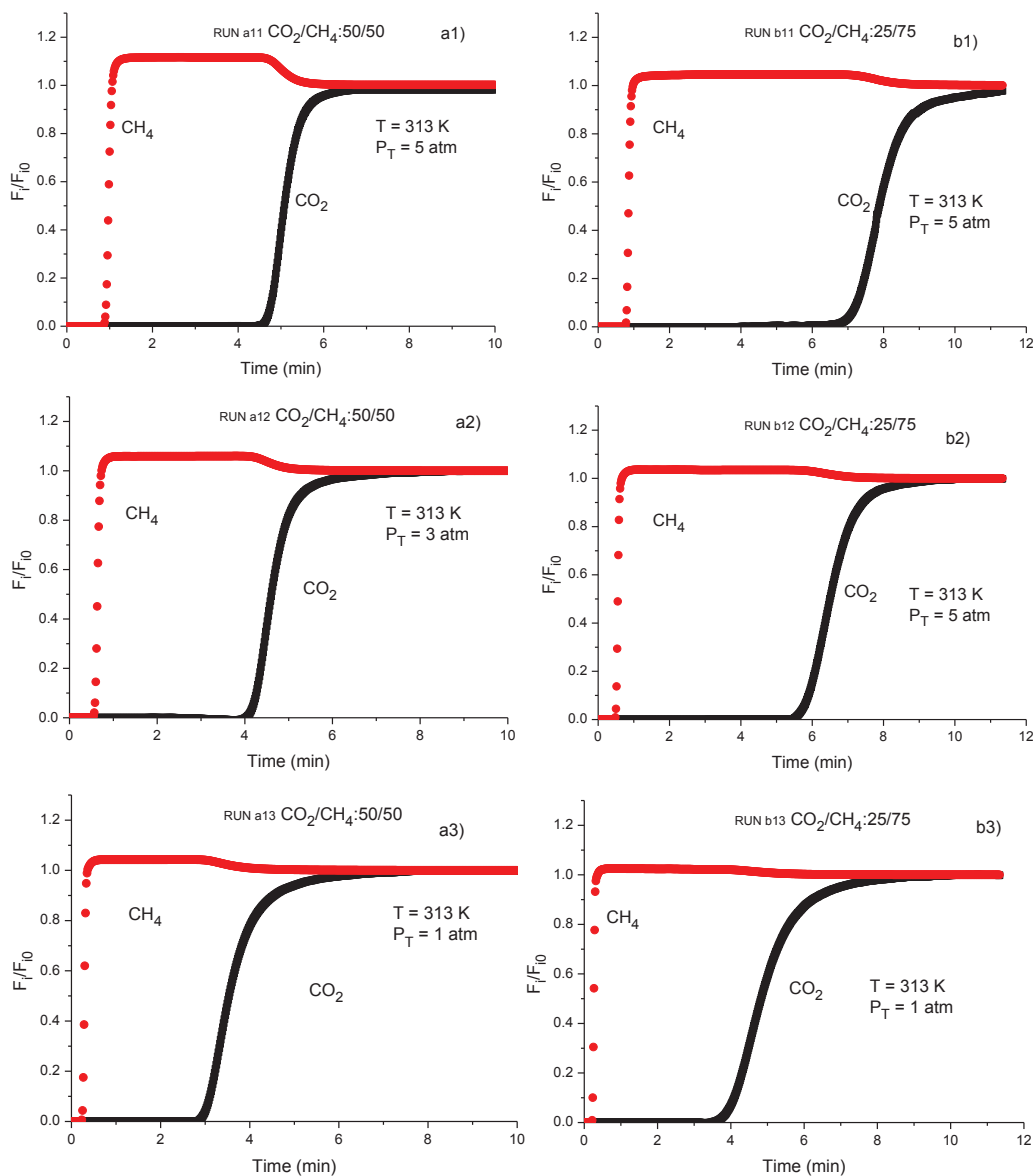 RUN a11 CO2/CH4:50/50
a1)
1.2
1.0
0.8
0.6
0.4
0.2
0.0
Fi/Fi0
CH4
T = 313 K
PT = 5 atm
CO2
0 2 4 6 8 10
Time (min)
RUN b11 CO2/CH4:25/75
b1)
1.2
1.0
0.8
0.6
0.4
0.2
0.0
Fi/Fi0
CH4
CO2
T = 313 K
PT = 5 atm
0 2 4 6 8 10 12
Time (min)
RUN a12 CO2/CH4:50/50
a2)
1.2
1.0
0.8
0.6
0.4
0.2
0.0
Fi/Fi0
CH4
T = 313 K
PT = 3 atm
CO2
0 2 4 6 8 10
Time (min)
RUN b12 CO2/CH4:25/75
b2)
1.2
1.0
0.8
0.6
0.4
0.2
0.0
Fi/Fi0
CH4
CO2
T = 313 K
PT = 5 atm
0 2 4 6 8 10 12
Time (min)
RUN a13 CO2/CH4:50/50
a3)
1.2
1.0
0.8
0.6
0.4
0.2
0.0
Fi/Fi0
CH4
T = 313 K
PT = 1 atm
CO2
0 2 4 6 8 10
Time (min)
RUN b13 CO2/CH4:25/75
b3)
1.2
1.0
0.8
0.6
0.4
0.2
0.0
Fi/Fi0
CH4
CO2
T = 313 K
PT = 1 atm
0 2 4 6 8 10 12
Time (min)